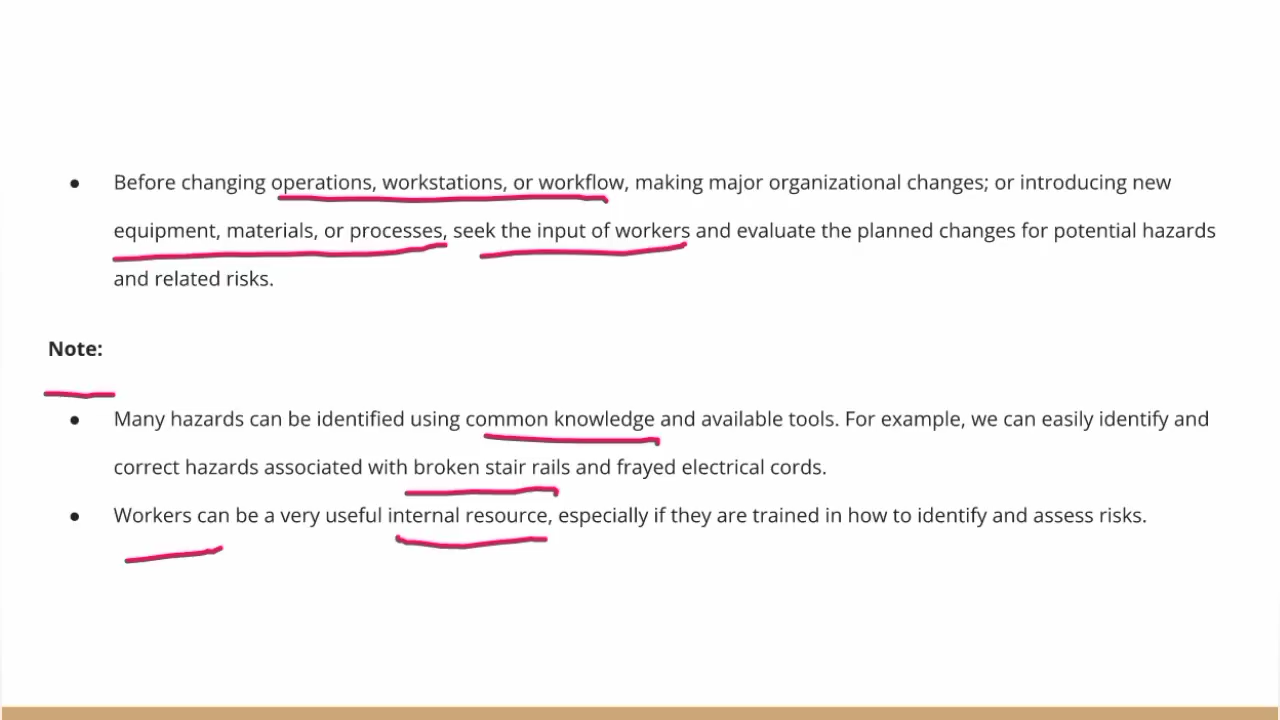 ● Before changing operations, workstations, or workflow, making major organizational changes; or introducing new
equipment, materials, or processes, seek the input of workers and evaluate the planned changes for potential hazards
and related risks.
Note:
● Many hazards can be identified using common knowledge and available tools. For example, we can easily identify and
correct hazards associated with broken stair rails and frayed electrical cords.
● Workers can be a very useful internal resource, especially if they are trained in how to identify and assess risks.